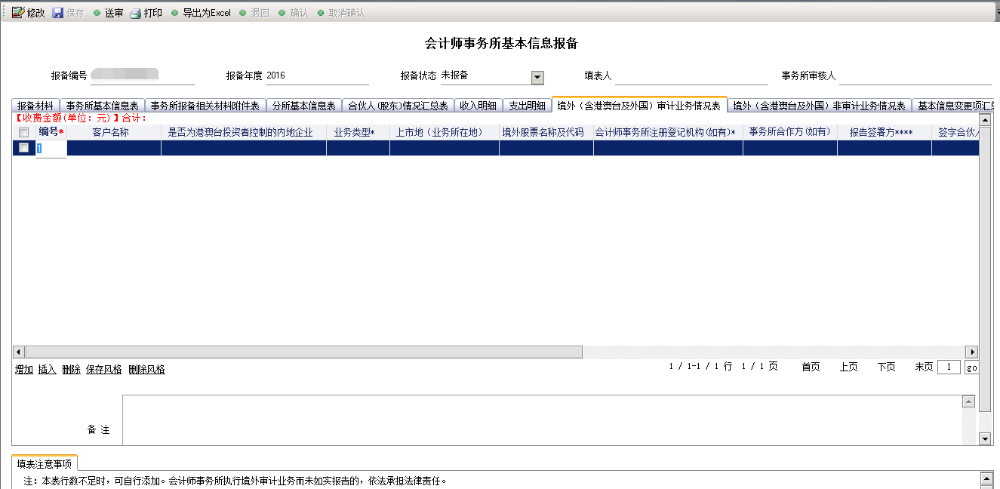 修改 保存 送审 打印 导出为Excel 退回 确认 取消确认
会计师事务所基本信息报备
报备编号 报备年度 2016 报备状态 未报备 填表人 事务所审核人
报备材料 事务所基本信息表 事务所报备相关材料附件表 分所基本信息表 合伙人(股东)情况汇总表 收入明细 支出明细 境外（含港澳台及外国）审计业务情况表 境外（含港澳台及外国）非审计业务情况表 基本信息变更项汇
【收费金额(单位：元)】合计：
编号* 客户名称 是否为港澳台投资者控制的内地企业 业务类型* 上市地（业务所在地） 境外股票名称及代码 会计师事务所注册登记机构(如有)* 事务所合作方(如有) 报告签署方**** 签字合伙
1
增加 插入 删除 保存风格 删除风格 1 / 1-1 / 1 行 1 / 1 页 首页 上页 下页 末页 1 go
备 注
填表注意事项
注：本表行数不足时，可自行添加。会计师事务所执行境外审计业务而未如实报告的，依法承担法律责任。